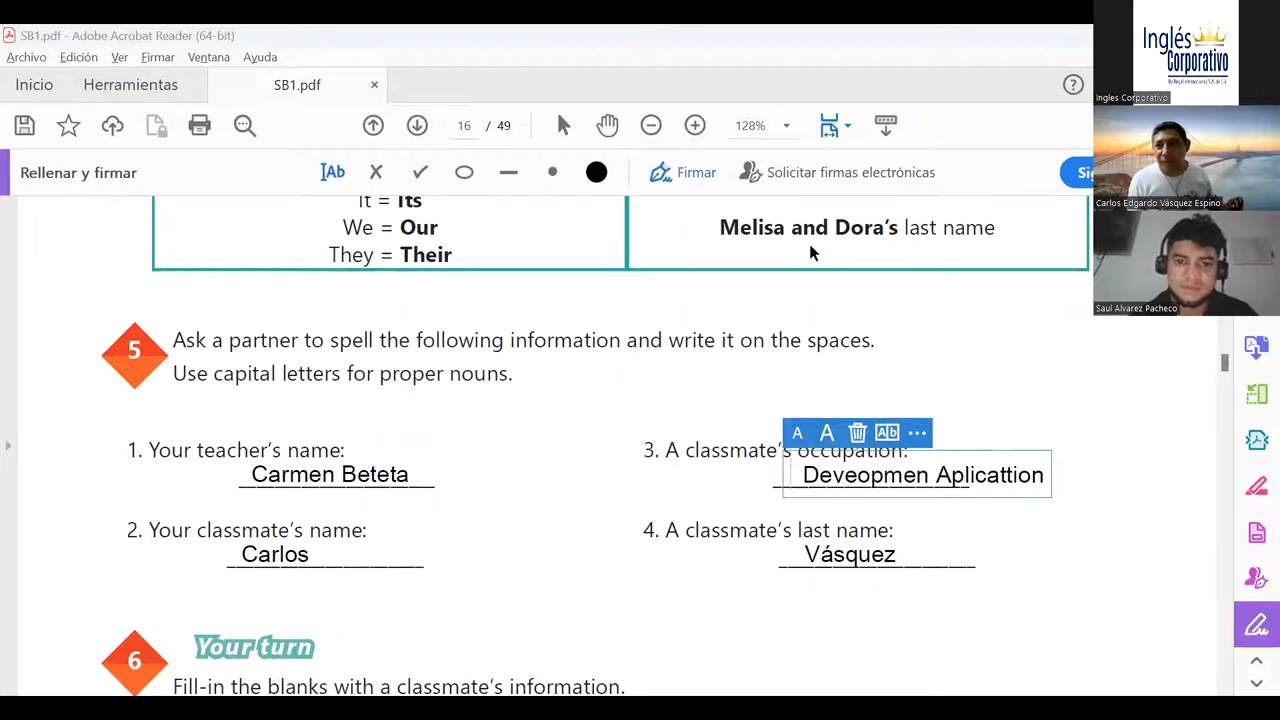 SB1.pdf - Adobe Acrobat Reader (64-bit)
Archivo Edición Ver Firmar Ventana Ayuda
Inicio Herramientas SB1.pdf ×
16 / 49 128%
Rellenar y firmar Ab Firmar Solicitar firmas electrónicas
Inglés
Corporativo
Ingles Corporativo
Carlos Edgardo Vásquez Espino
Saul Alvarez Pacheco
It = Its
We = Our
They = Their
Melisa and Dora's last name
5 Ask a partner to spell the following information and write it on the spaces.
Use capital letters for proper nouns.
1. Your teacher's name:
Carmen Beteta
2. Your classmate's name:
Carlos
A A Ab
3. A classmate's occupation:
Deveopmen Aplicattion
4. A classmate's last name:
Vásquez
6 Your turn
Fill-in the blanks with a classmate's information.